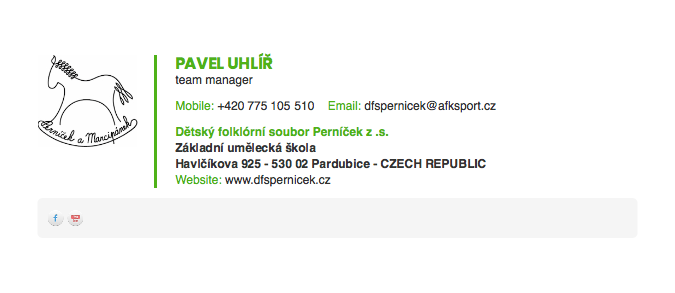 PAVEL UHLÍŘ
team manager
Mobile: +420 775 105 510 Email: dfspernicek@afksport.cz
Dětský folklórní soubor Perníček z .s.
Základní umělecká škola
Havlíčkova 925 - 530 02 Pardubice - CZECH REPUBLIC
Website: www.dfspernicek.cz
Perníček a Marcipánek
f